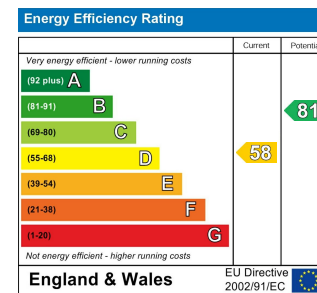 Energy Efficiency Rating
Current
Very energy efficient - lower running costs
(92 plus) A
(81-91) B
81
(69-80) C
(55-68) D
58
(39-54) E
(21-38) F
(1-20) G
Not energy efficient - higher running costs
England & Wales
EU Directive
2002/91/EC